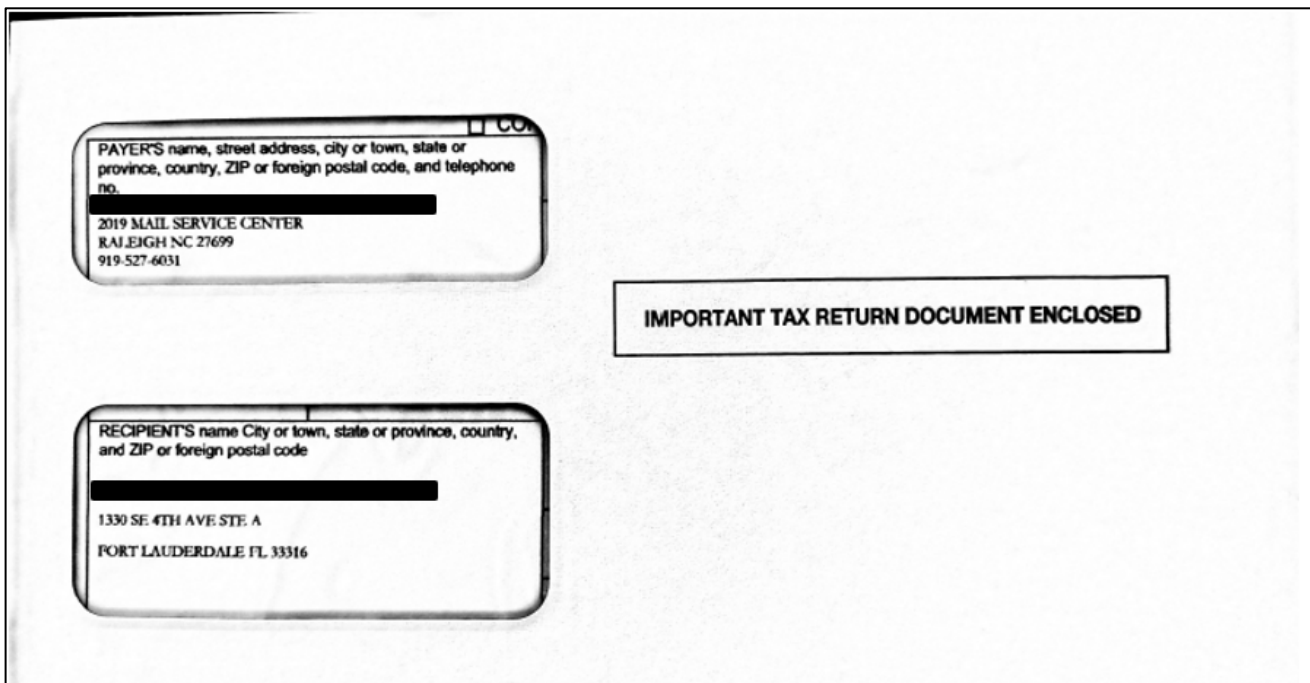 PAYER'S name, street address, city or town, state or
province, country, ZIP or foreign postal code, and telephone
no.
2019 MAIL SERVICE CENTER
RALEIGH NC 27699
919-527-6031
IMPORTANT TAX RETURN DOCUMENT ENCLOSED
RECIPIENT'S name City or town, state or province, country,
and ZIP or foreign postal code
1330 SE 4TH AVE STE A
FORT LAUDERDALE FL 33316